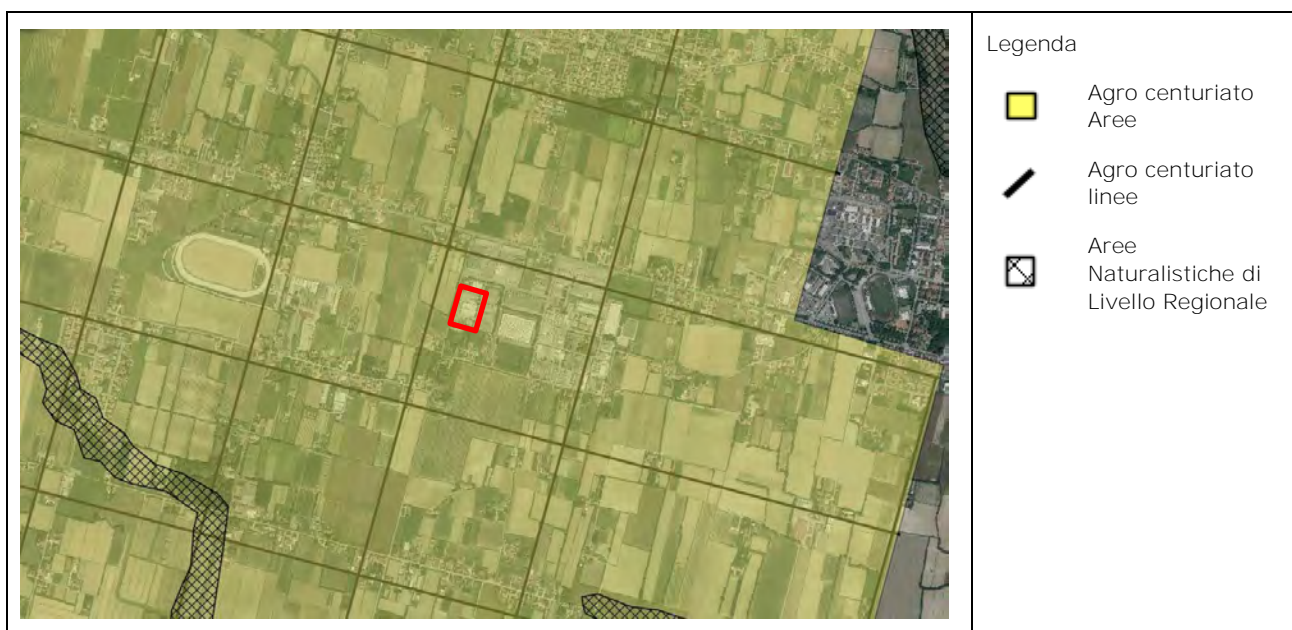 Legenda
Agro centuriato
Aree
Agro centuriato
linee
Aree
Naturalistiche di
Livello Regionale